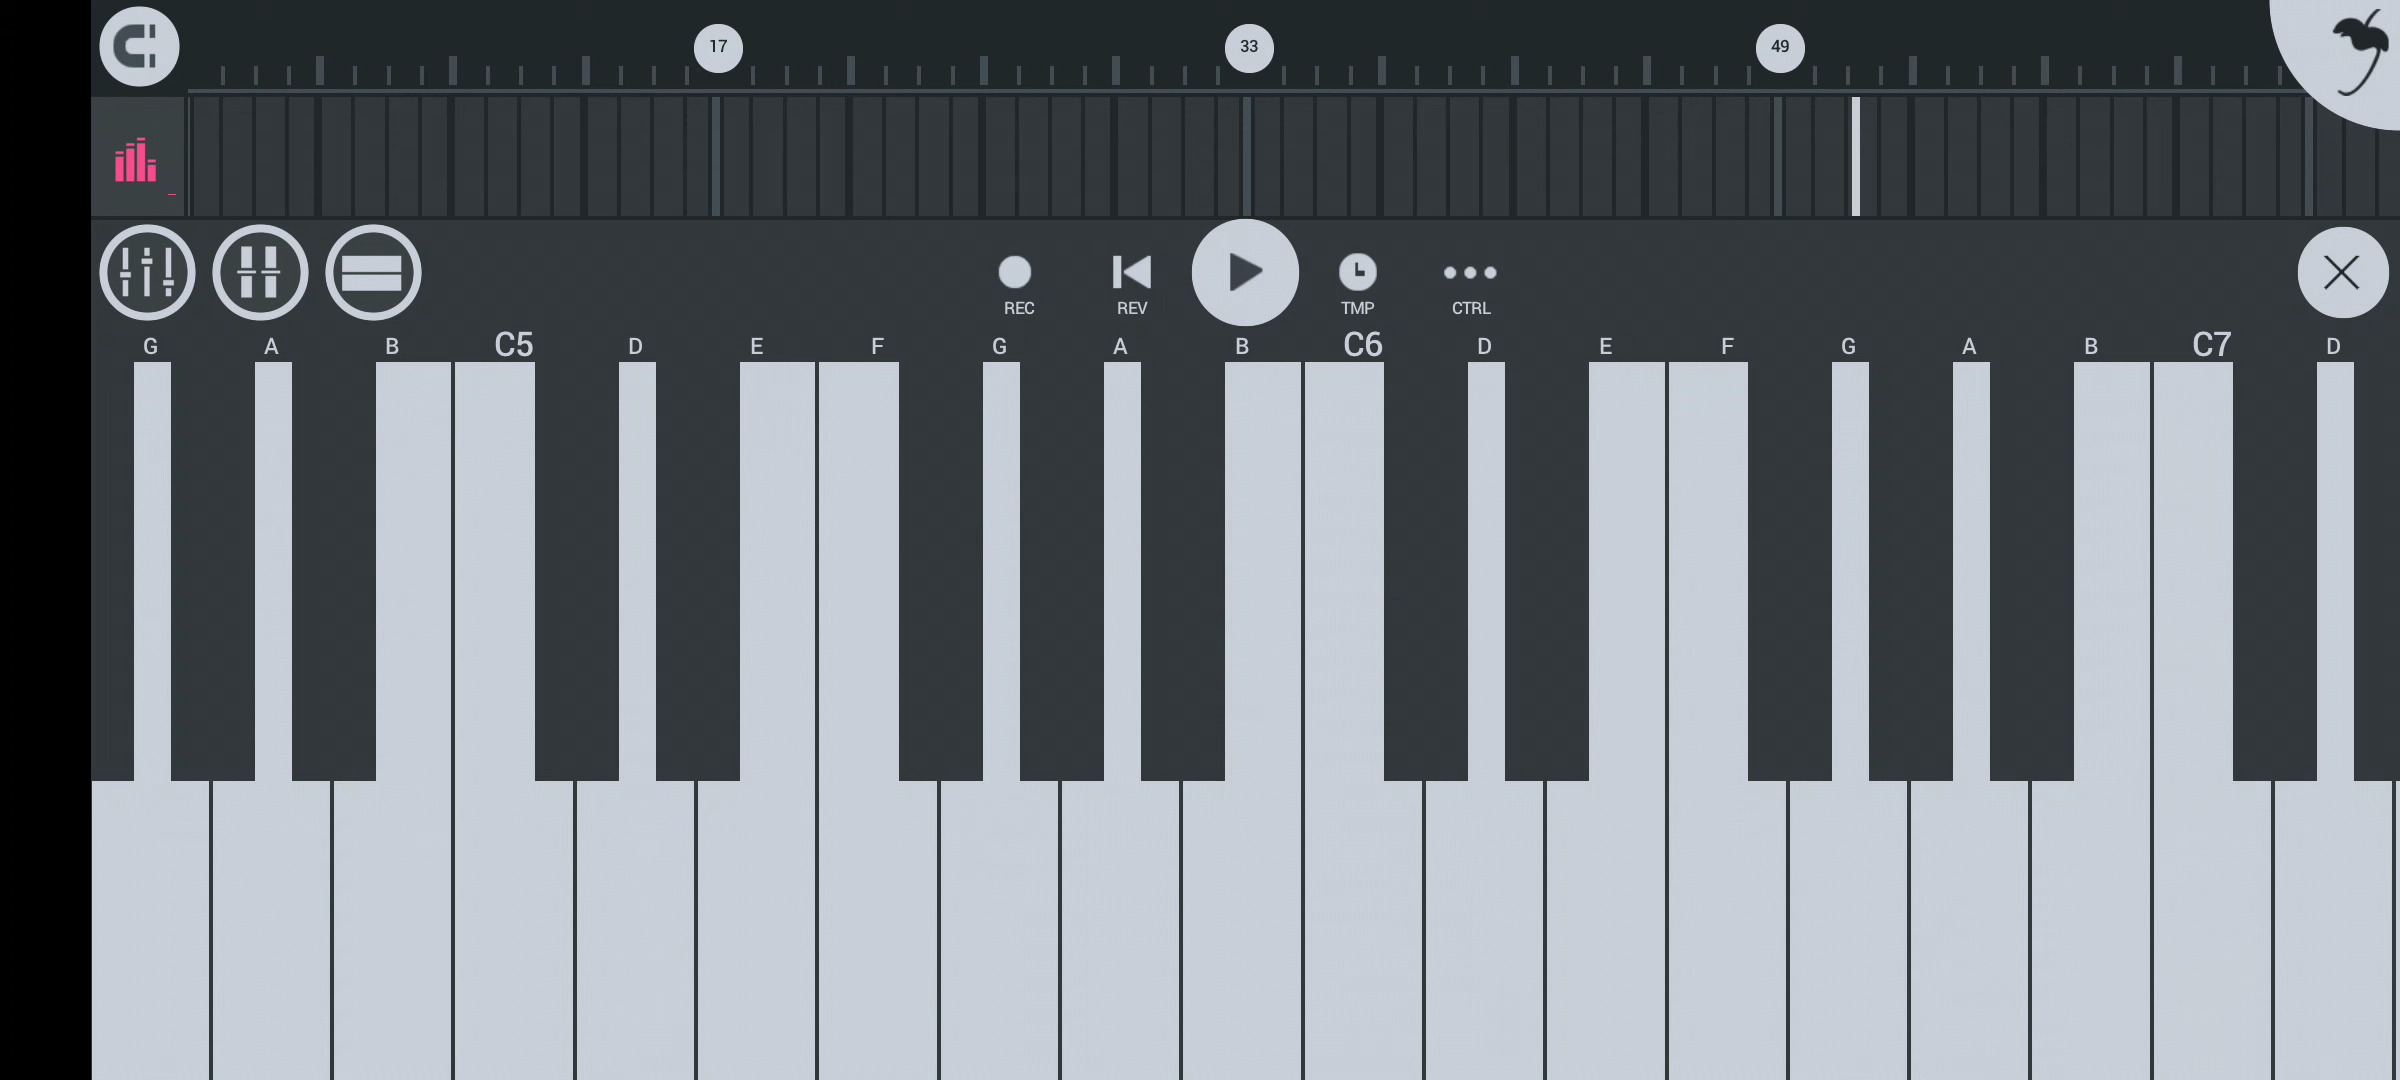 17 33 49
REC REV TMP CTRL
G A B C5 D E F G A B C6 D E F G A B C7 D